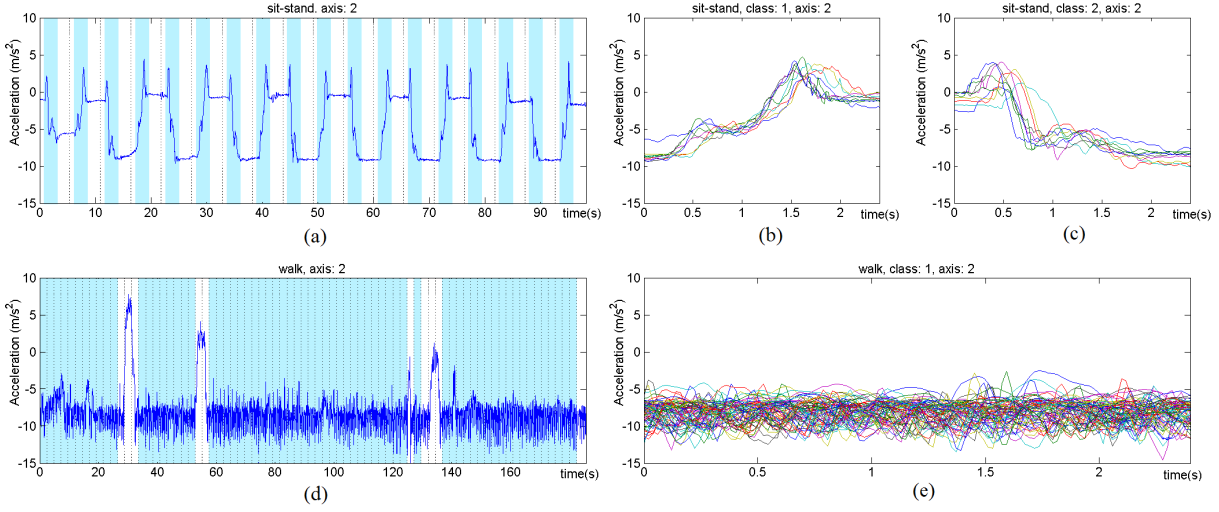 sit-stand. axis: 2
Acceleration (m/s²)
10
5
0
-5
-10
-15
0 10 20 30 40 50 60 70 80 90 time(s)
(a)
sit-stand, class: 1, axis: 2
Acceleration (m/s²)
10
5
0
-5
-10
-15
0 0.5 1 1.5 2 time(s)
(b)
sit-stand, class: 2, axis: 2
Acceleration (m/s²)
10
5
0
-5
-10
-15
0 0.5 1 1.5 2 time(s)
(c)
walk, axis: 2
Acceleration (m/s²)
10
5
0
-5
-10
-15
0 20 40 60 80 100 120 140 160 time(s)
(d)
walk, class: 1, axis: 2
Acceleration (m/s²)
10
5
0
-5
-10
-15
0 0.5 1 1.5 2 time(s)
(e)